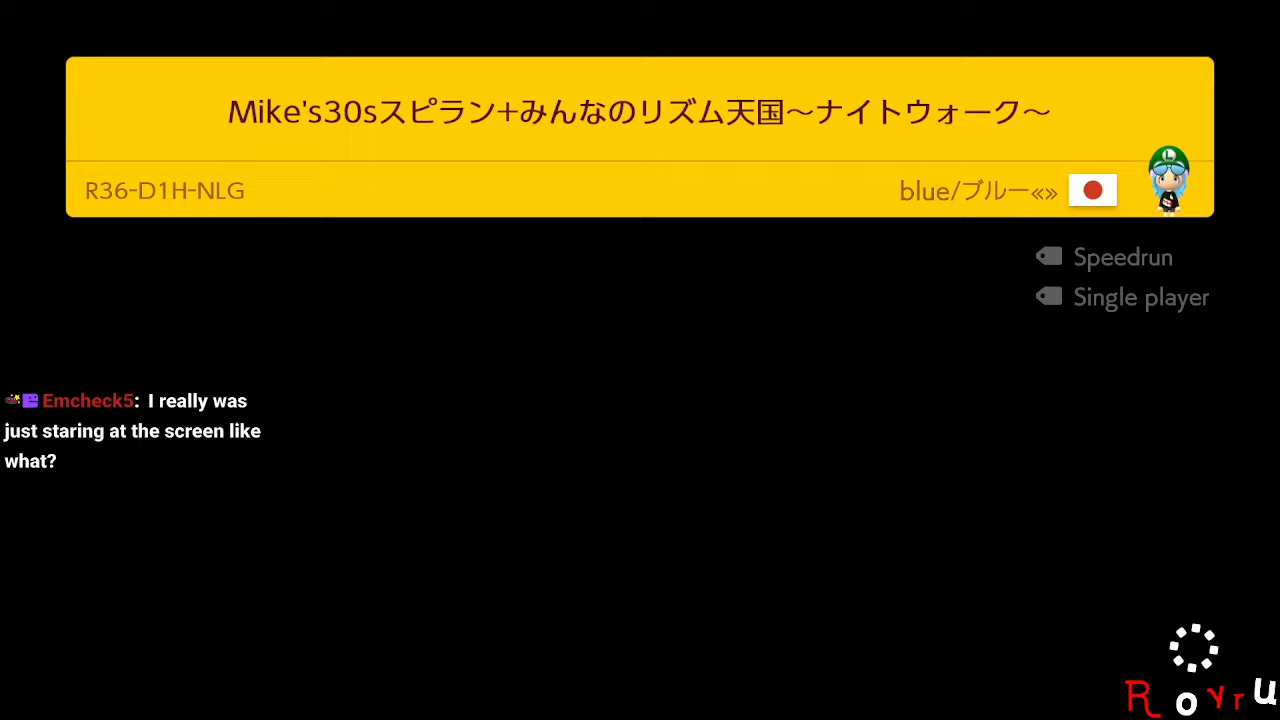 Mike's30sスピラン+みんなのリズム天国～ナイトウォーク～
R36-D1H-NLG
blue/ブルー«»
Speedrun
Single player
Emcheck5: I really was
just staring at the screen like
what?
Royru